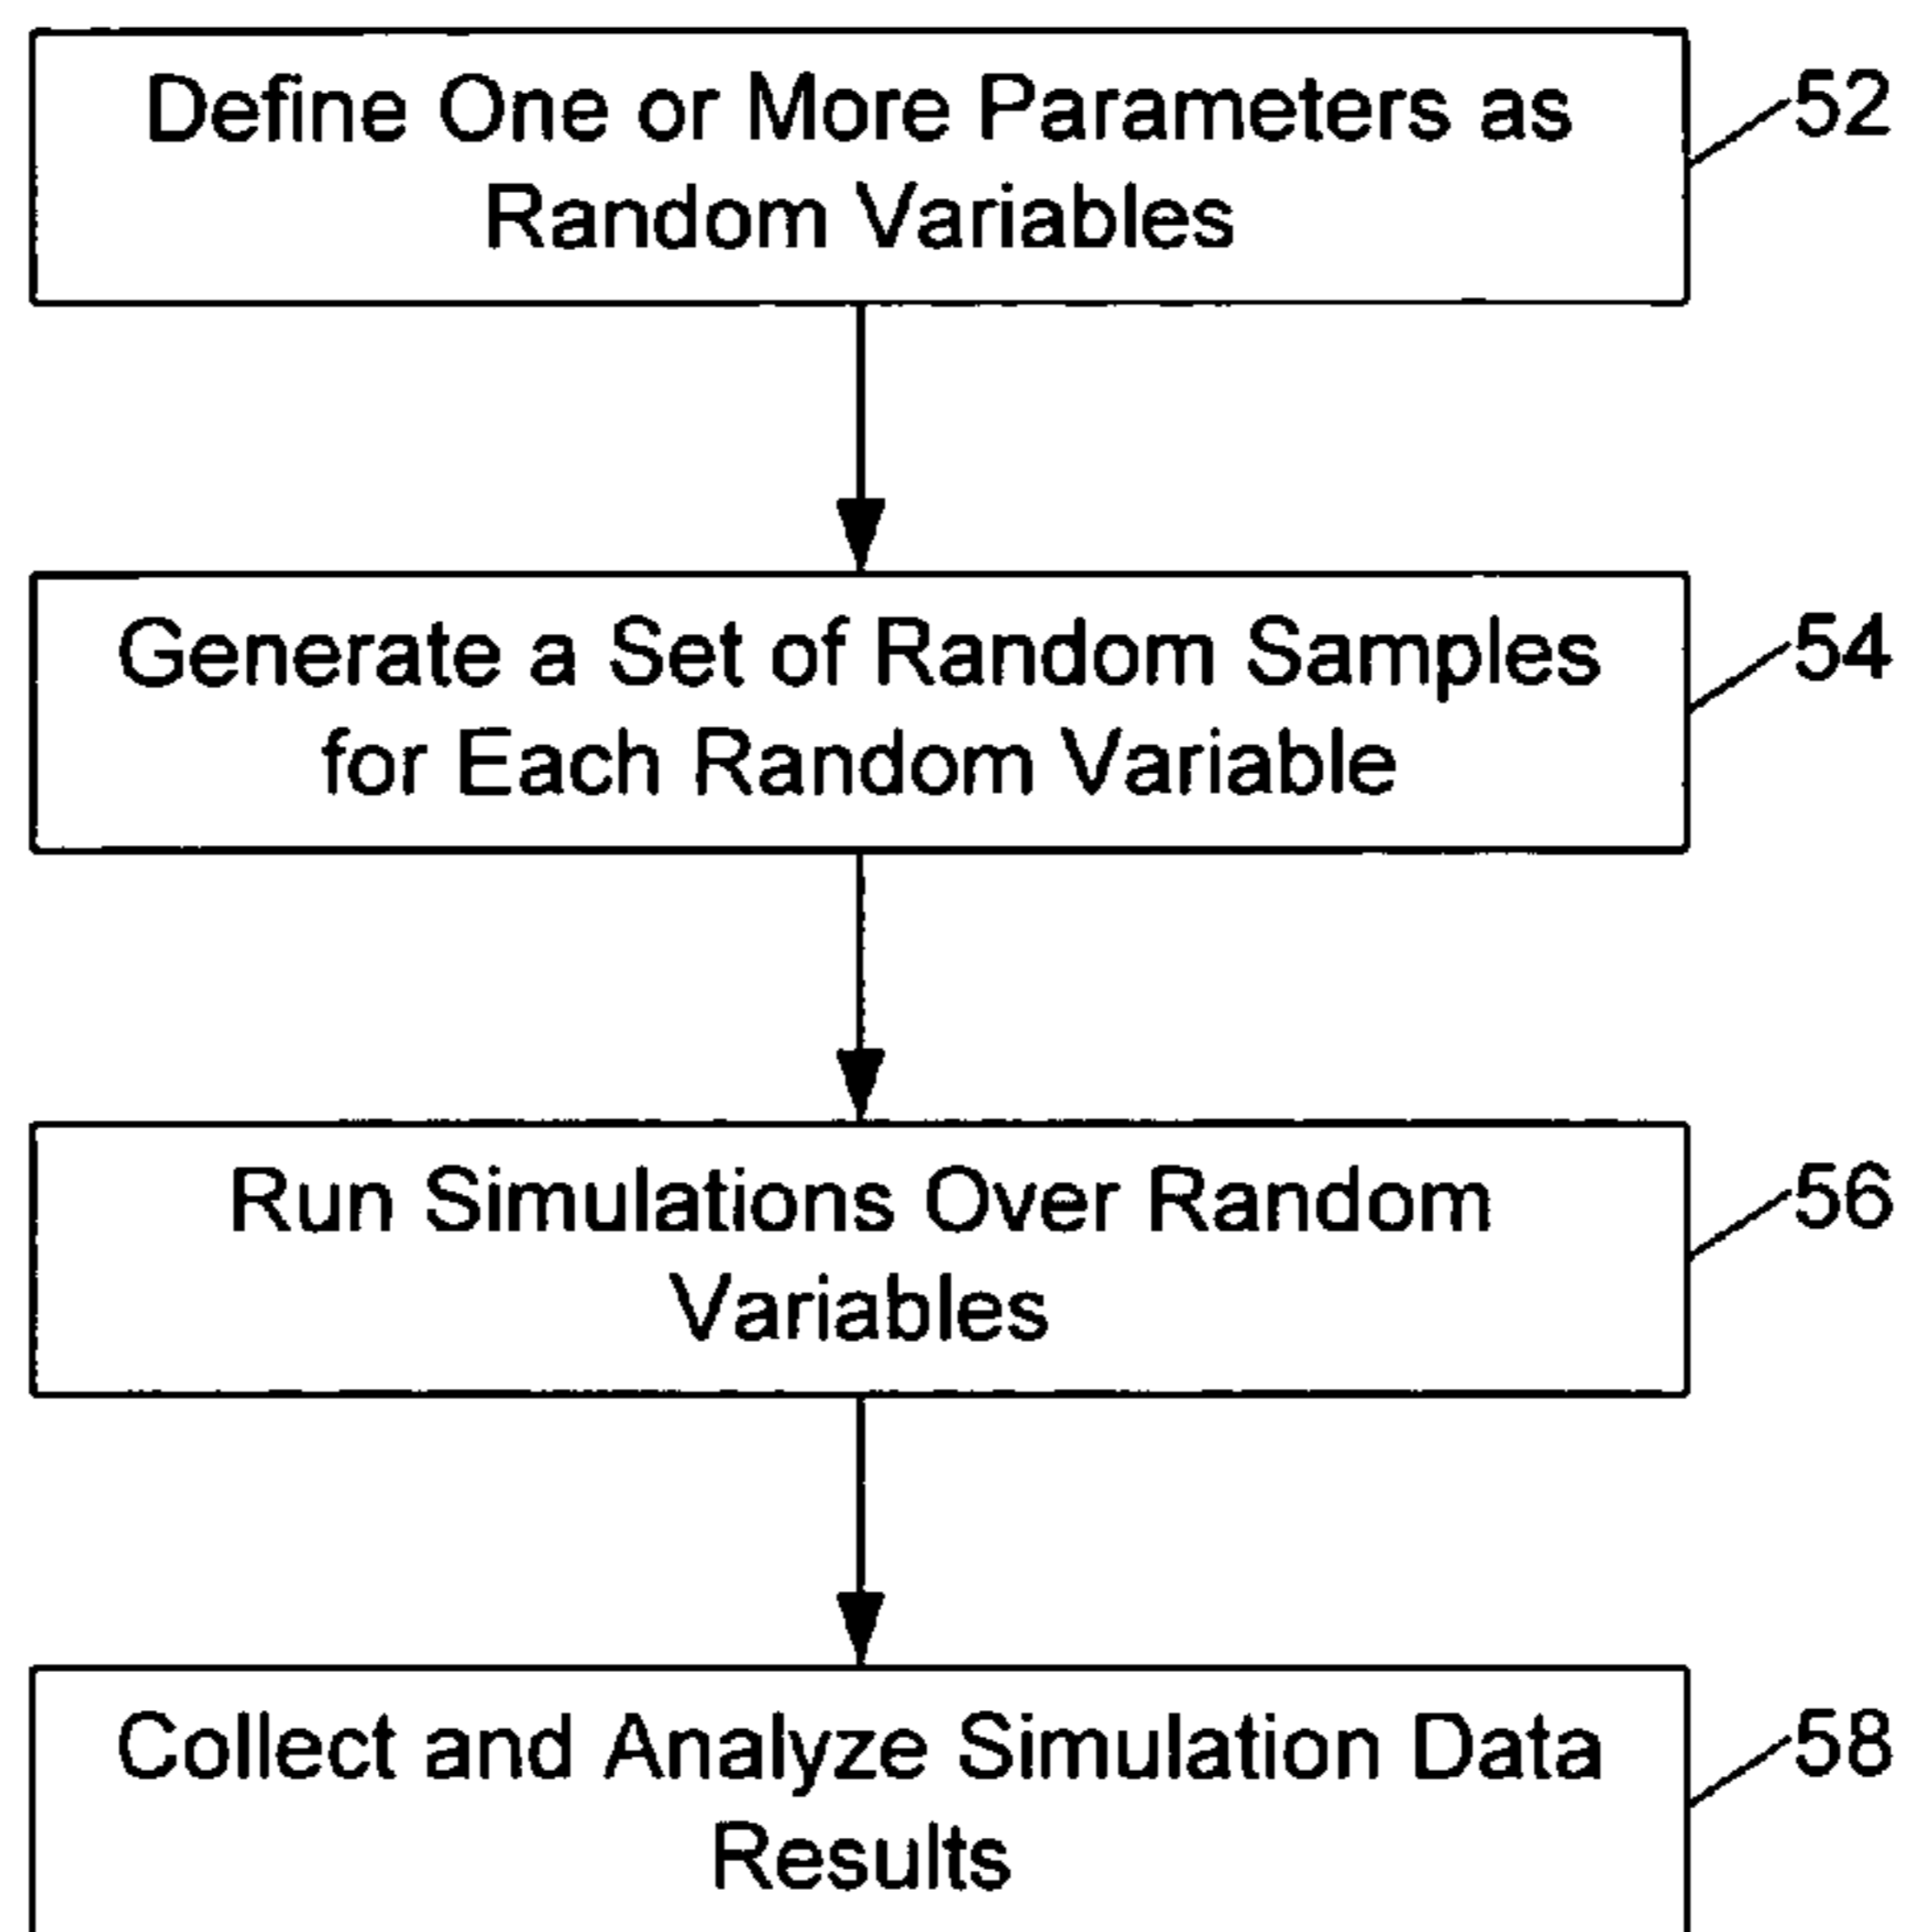 Define One or More Parameters as
Random Variables
52
Generate a Set of Random Samples
for Each Random Variable
54
Run Simulations Over Random
Variables
56
Collect and Analyze Simulation Data
Results
58